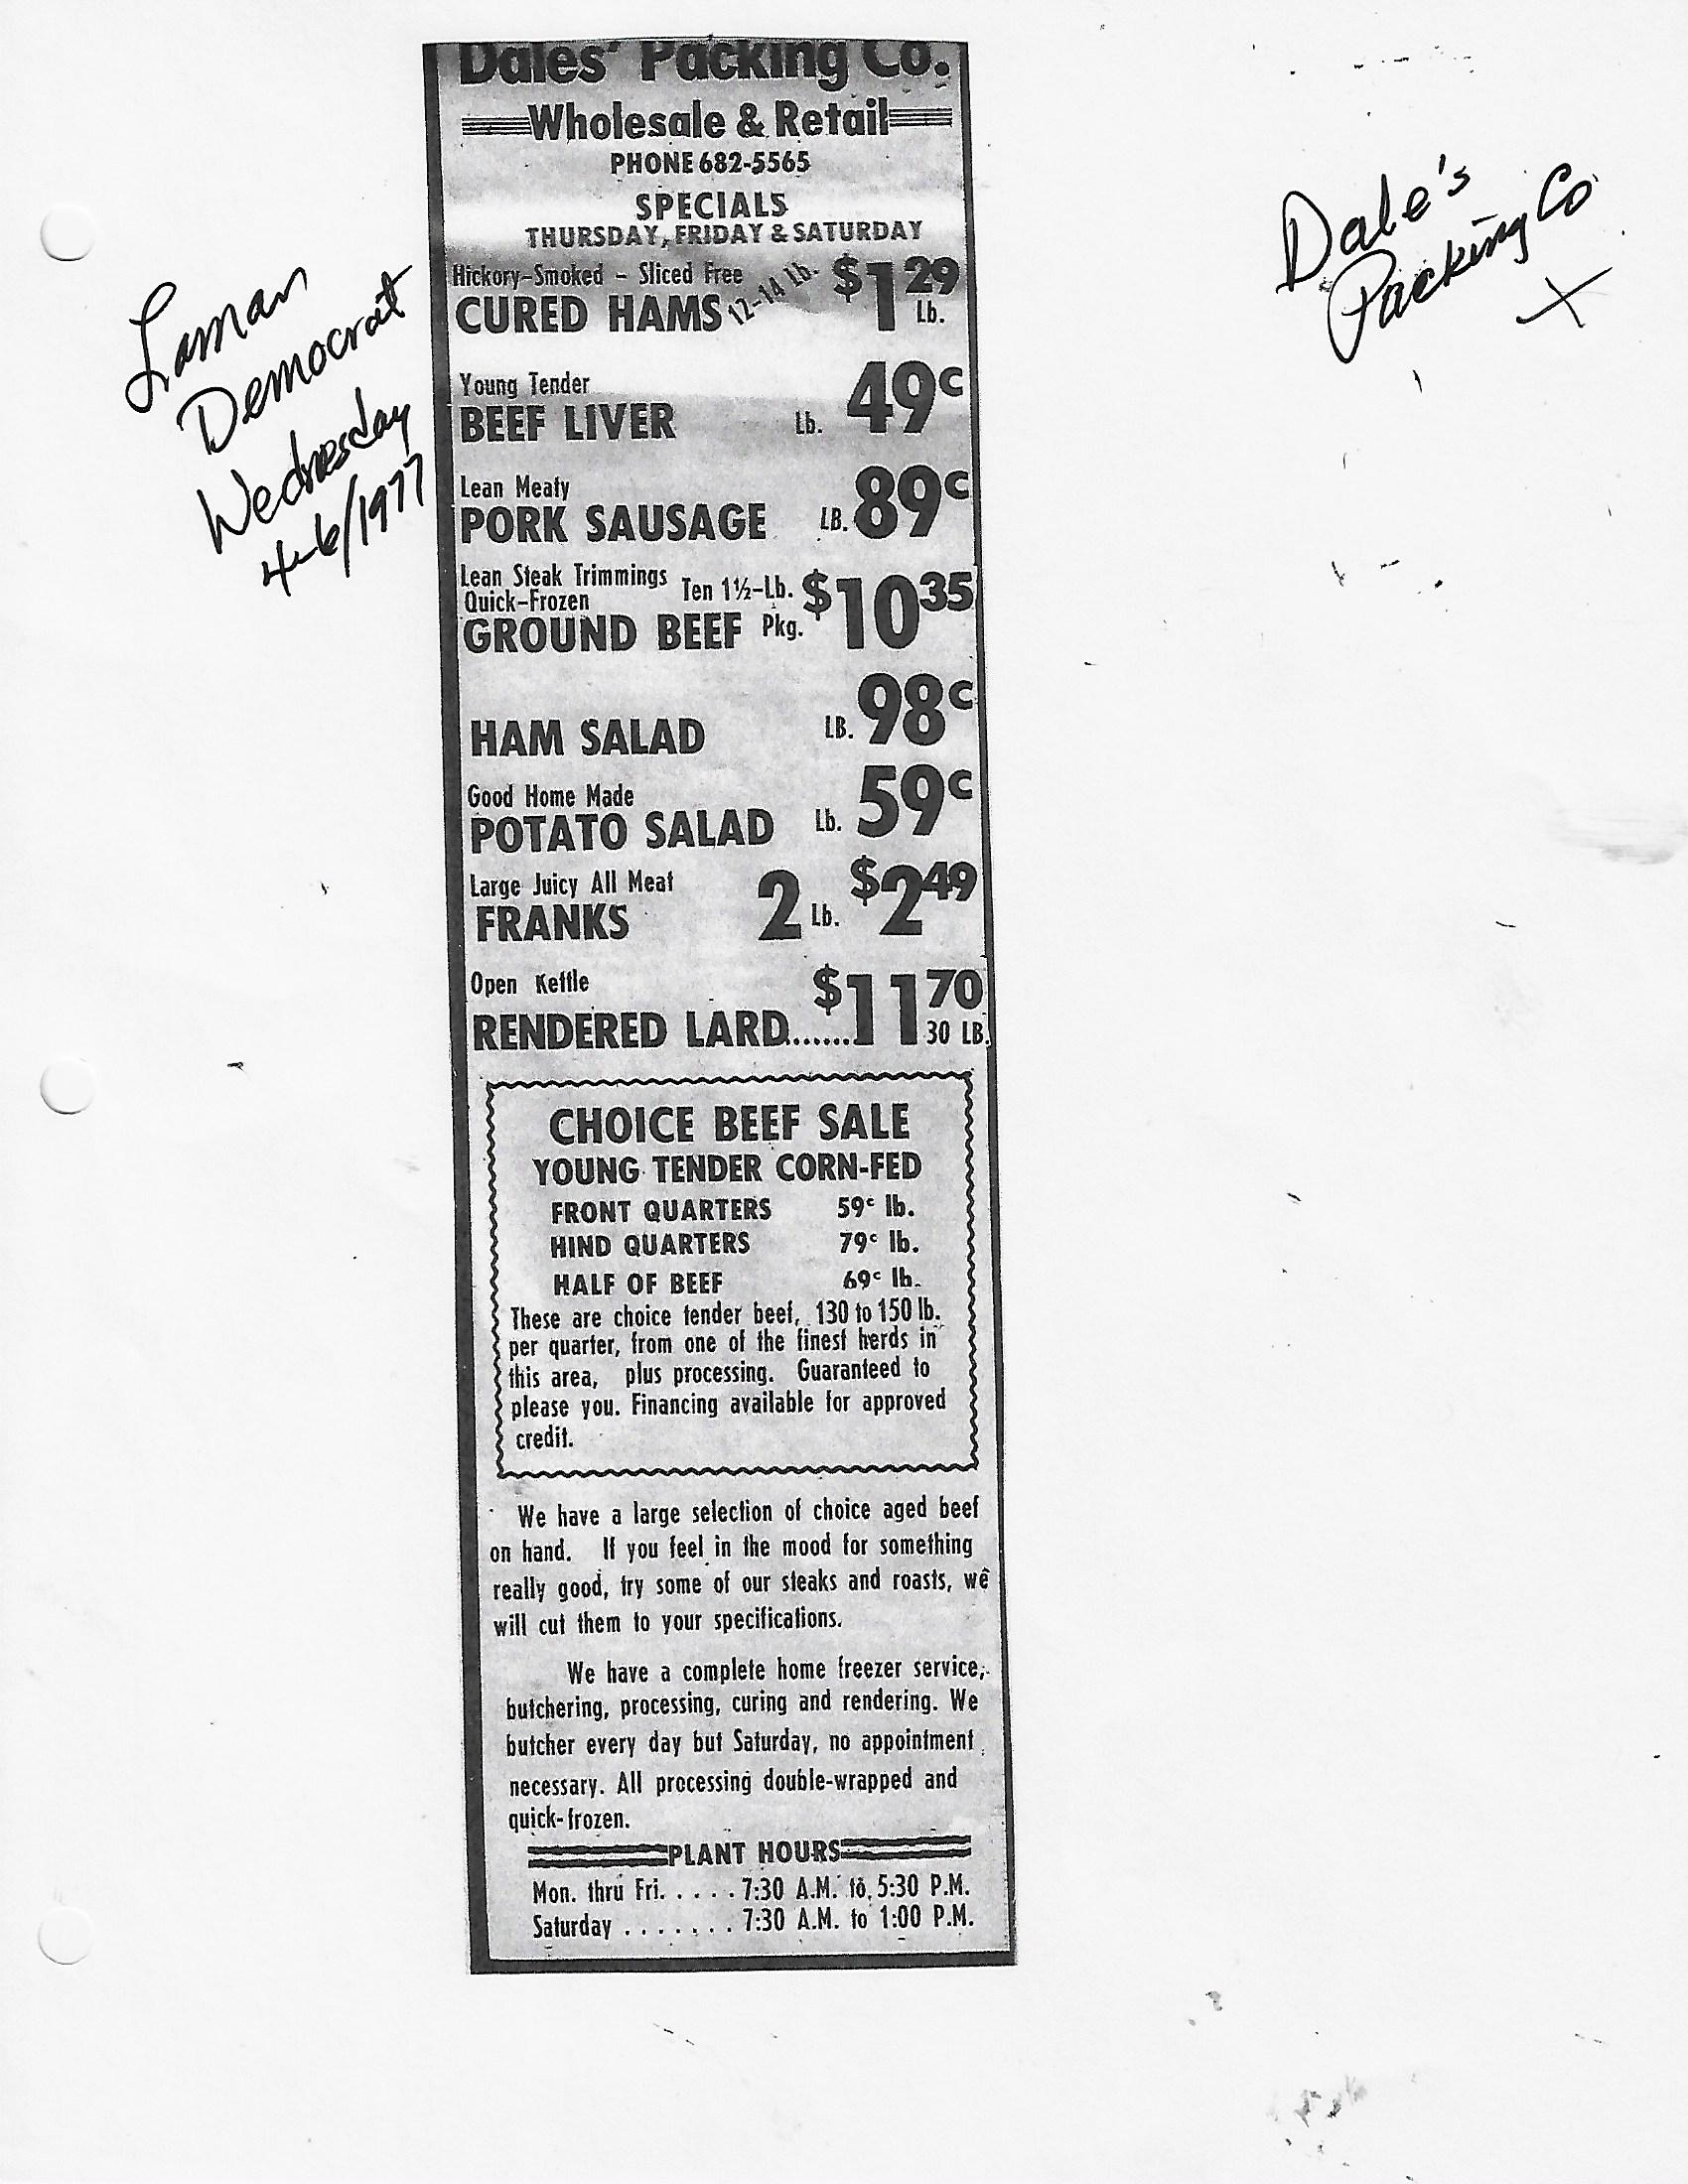 Dales' Packing Co.
Wholesale & Retail
PHONE 682-5565
SPECIALS
THURSDAY, FRIDAY & SATURDAY
Hickory-Smoked - Sliced Free
CURED HAMS 12-14 lb. $1 29 Lb.
Young Tender
BEEF LIVER Lb. 49c
Lean Meaty
PORK SAUSAGE LB. 89c
Lean Steak Trimmings
Quick-Frozen Ten 1½-Lb.
GROUND BEEF Pkg. $10 35
HAM SALAD LB. 98c
Good Home Made
POTATO SALAD Lb. 59c
Large Juicy All Meat
FRANKS 2 Lb. $2 49
Open Kettle
RENDERED LARD....... $11 70 30 LB.
CHOICE BEEF SALE
YOUNG TENDER CORN-FED
FRONT QUARTERS 59c lb.
HIND QUARTERS 79c lb.
HALF OF BEEF 69c lb.
These are choice tender beef, 130 to 150 lb.
per quarter, from one of the finest herds in
this area, plus processing. Guaranteed to
please you. Financing available for approved
credit.
We have a large selection of choice aged beef
on hand. If you feel in the mood for something
really good, try some of our steaks and roasts, we
will cut them to your specifications.
We have a complete home freezer service,
butchering, processing, curing and rendering. We
butcher every day but Saturday, no appointment
necessary. All processing double-wrapped and
quick-frozen.
PLANT HOURS
Mon. thru Fri. . . . . 7:30 A.M. to 5:30 P.M.
Saturday . . . . . . . 7:30 A.M. to 1:00 P.M.
Lamar
Democrat
Wednesday
4-6/1977
Dale's
Packing Co
X